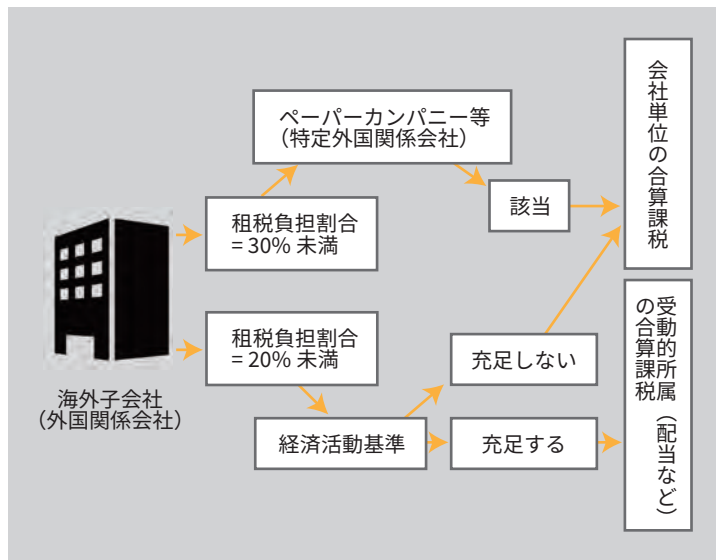 ペーパーカンパニー等
（特定外国関係会社）
会社単位の合算課税
該当
租税負担割合
= 30% 未満
租税負担割合
= 20% 未満
充足しない
受動的所属
の合算課税
（配当など）
海外子会社
（外国関係会社）
経済活動基準
充足する